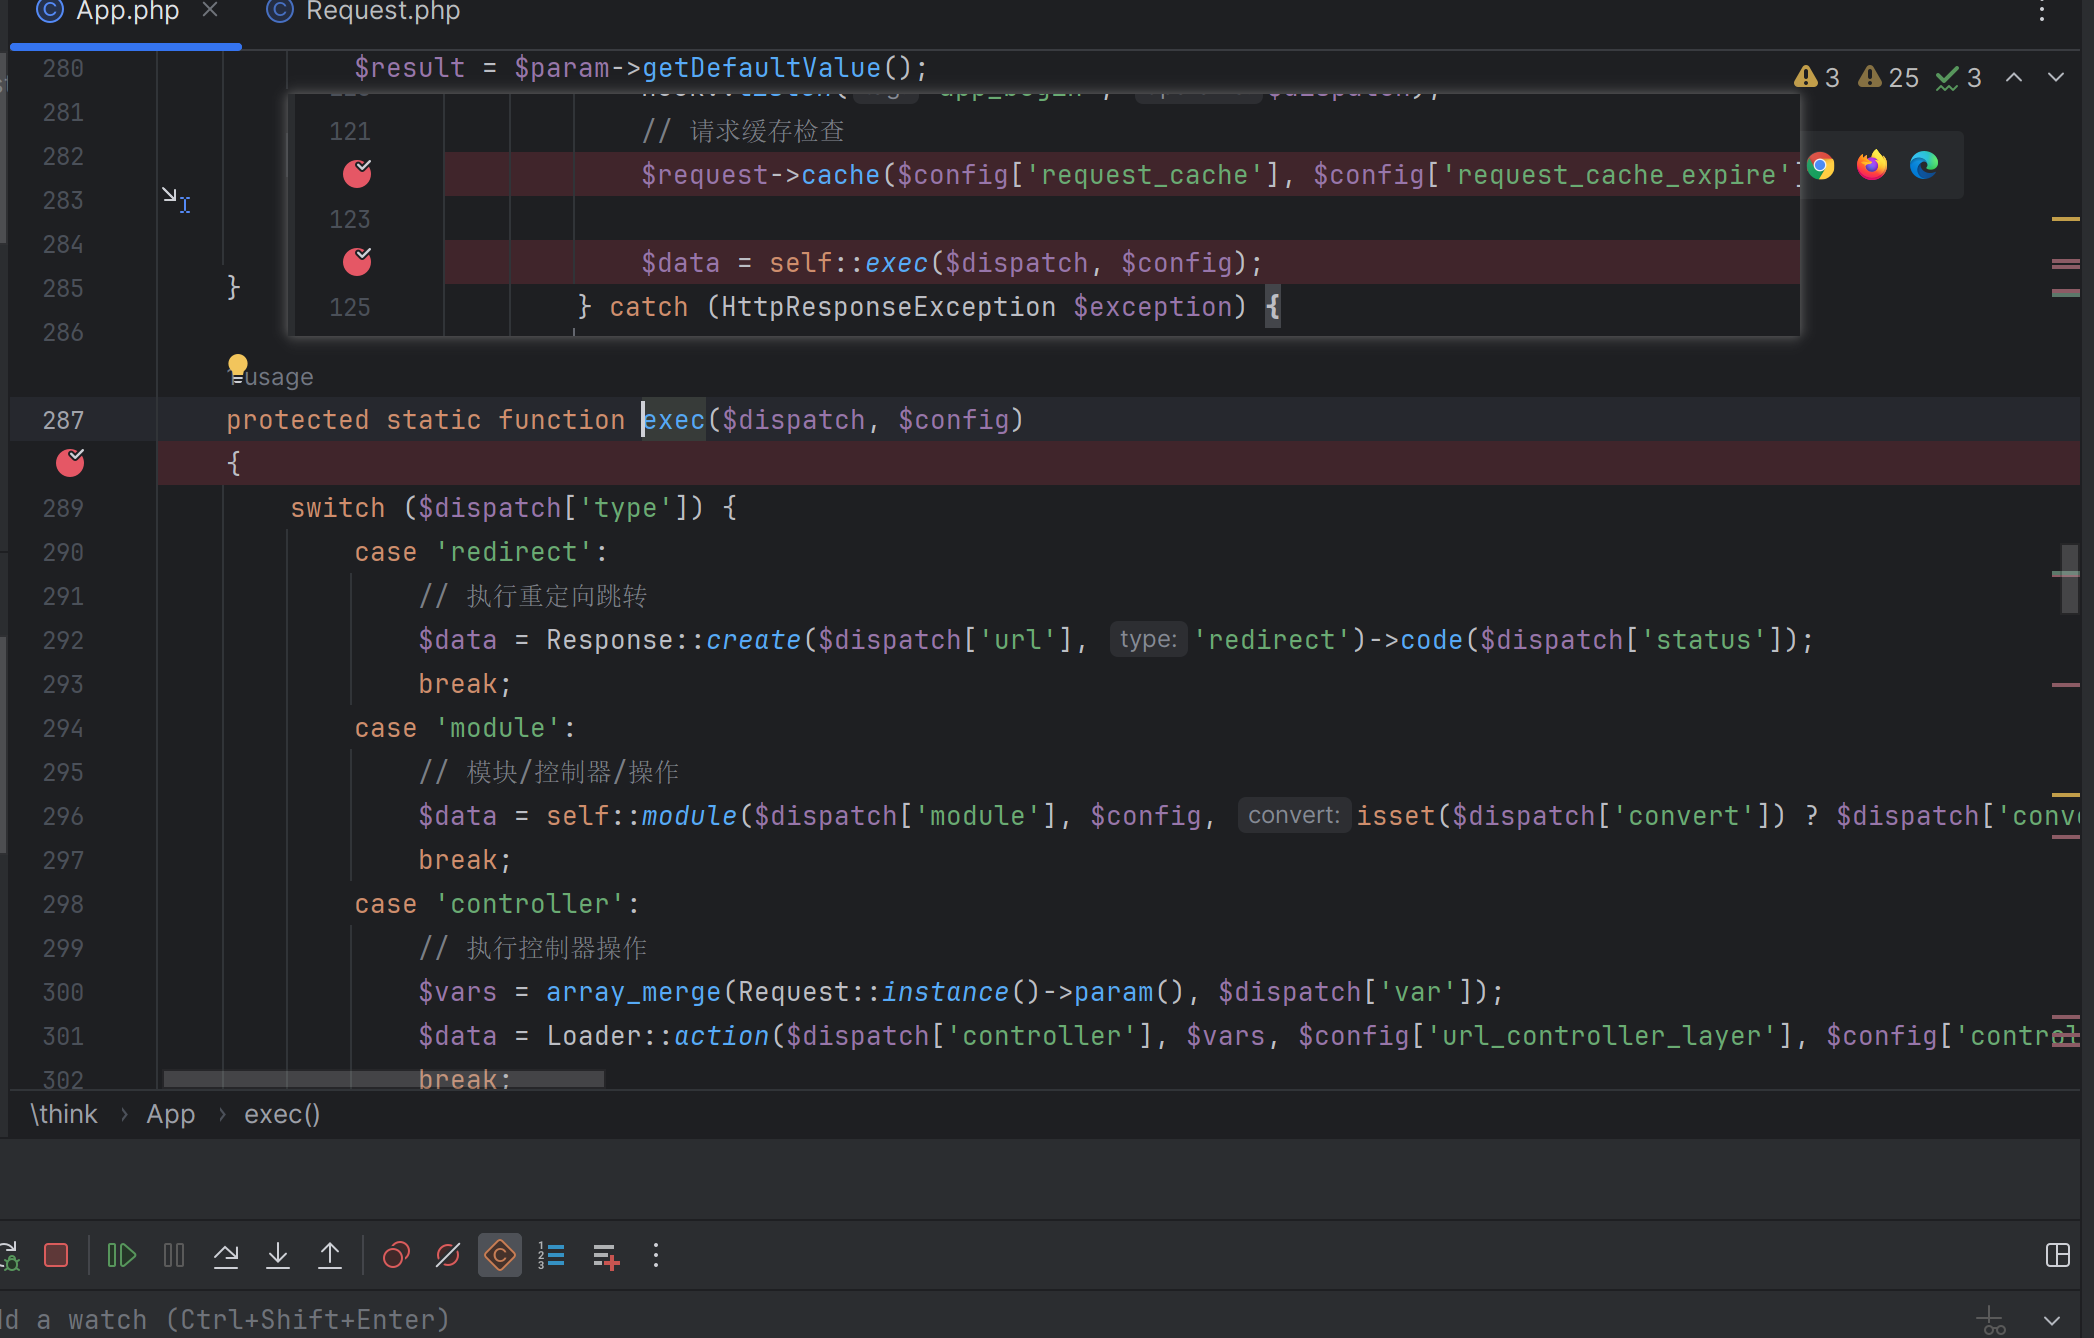 App.php
Request.php
280 $result = $param->getDefaultValue();
3 25 3
281
121 // 请求缓存检查
282 $request->cache($config['request_cache'], $config['request_cache_expire']
283 123
284 $data = self::exec($dispatch, $config);
285 }
125 } catch (HttpResponseException $exception) {
286
usage
287 protected static function exec($dispatch, $config)
{
289 switch ($dispatch['type']) {
290 case 'redirect':
291 // 执行重定向跳转
292 $data = Response::create($dispatch['url'], type: 'redirect')->code($dispatch['status']);
293 break;
294 case 'module':
295 // 模块/控制器/操作
296 $data = self::module($dispatch['module'], $config, convert: isset($dispatch['convert']) ? $dispatch['conv
297 break;
298 case 'controller':
299 // 执行控制器操作
300 $vars = array_merge(Request::instance()->param(), $dispatch['var']);
301 $data = Loader::action($dispatch['controller'], $vars, $config['url_controller_layer'], $config['control
302 break;
\think › App › exec()
d a watch (Ctrl+Shift+Enter)